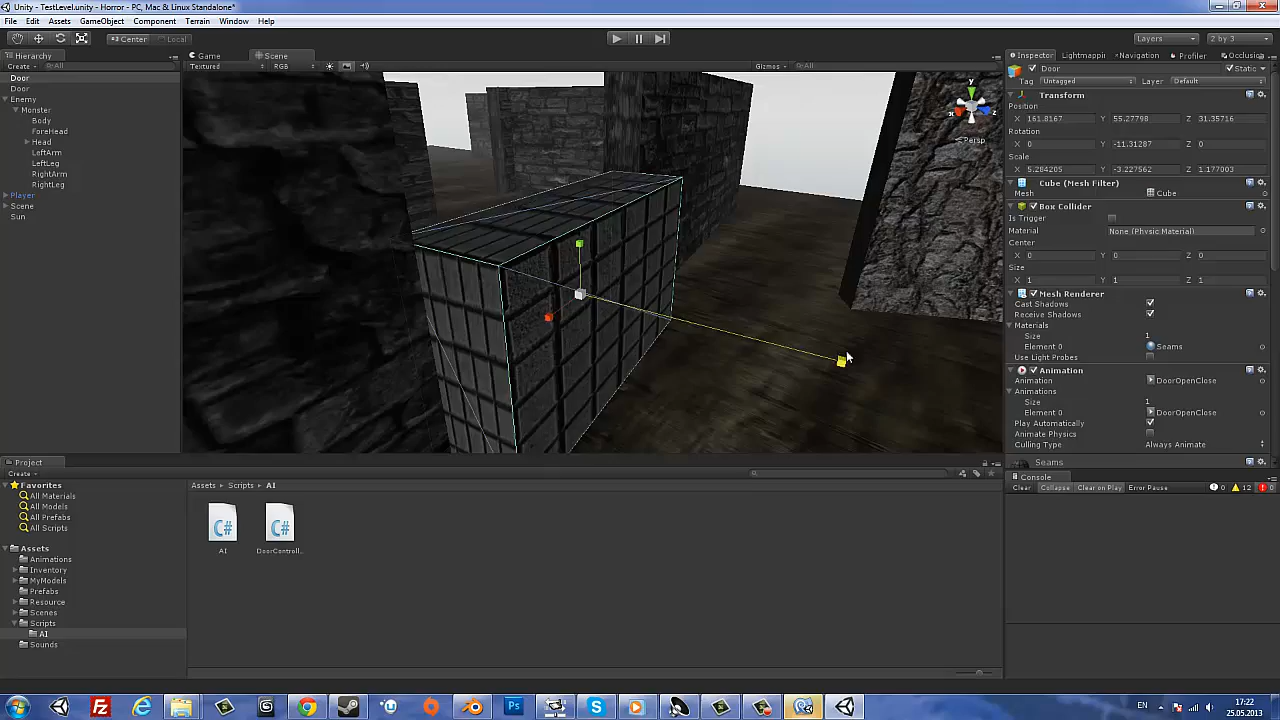 Unity - TestLevel.unity - Horror - PC, Mac & Linux Standalone*
File Edit Assets GameObject Component Terrain Window Help
Center Local Layers 2 by 3
Hierarchy
Create All
Door
Door
Enemy
Monster
Body
ForeHead
Head
LeftArm
LeftLeg
RightArm
RightLeg
Player
Scene
Sun
Game Scene
Textured RGB Gizmos All
y
x
z
Persp
Inspector Lightmappi Navigation Profiler Occlusion
Door Static
Tag Untagged Layer Default
Transform
Position
X 161.8167 Y 55.27798 Z 31.35716
Rotation
X 0 Y -11.31287 Z 0
Scale
X 5.284205 Y -3.227562 Z 1.177003
Cube (Mesh Filter)
Mesh Cube
Box Collider
Is Trigger
Material None (Physic Material)
Center
X 0 Y 0 Z 0
Size
X 1 Y 1 Z 1
Mesh Renderer
Cast Shadows
Receive Shadows
Materials
Size 1
Element 0 Seams
Use Light Probes
Animation
Animation DoorOpenClose
Animations
Size 1
Element 0 DoorOpenClose
Play Automatically
Animate Physics
Culling Type Always Animate
Seams
Project
Create
Favorites
All Materials
All Models
All Prefabs
All Scripts
Assets
Animations
Inventory
MyModels
Prefabs
Resource
Scenes
Scripts
AI
Sounds
Assets Scripts AI
C# C#
AI DoorControll..
Console
Clear Collapse Clear on Play Error Pause 0 12 0
EN 17:22
25.05.2013